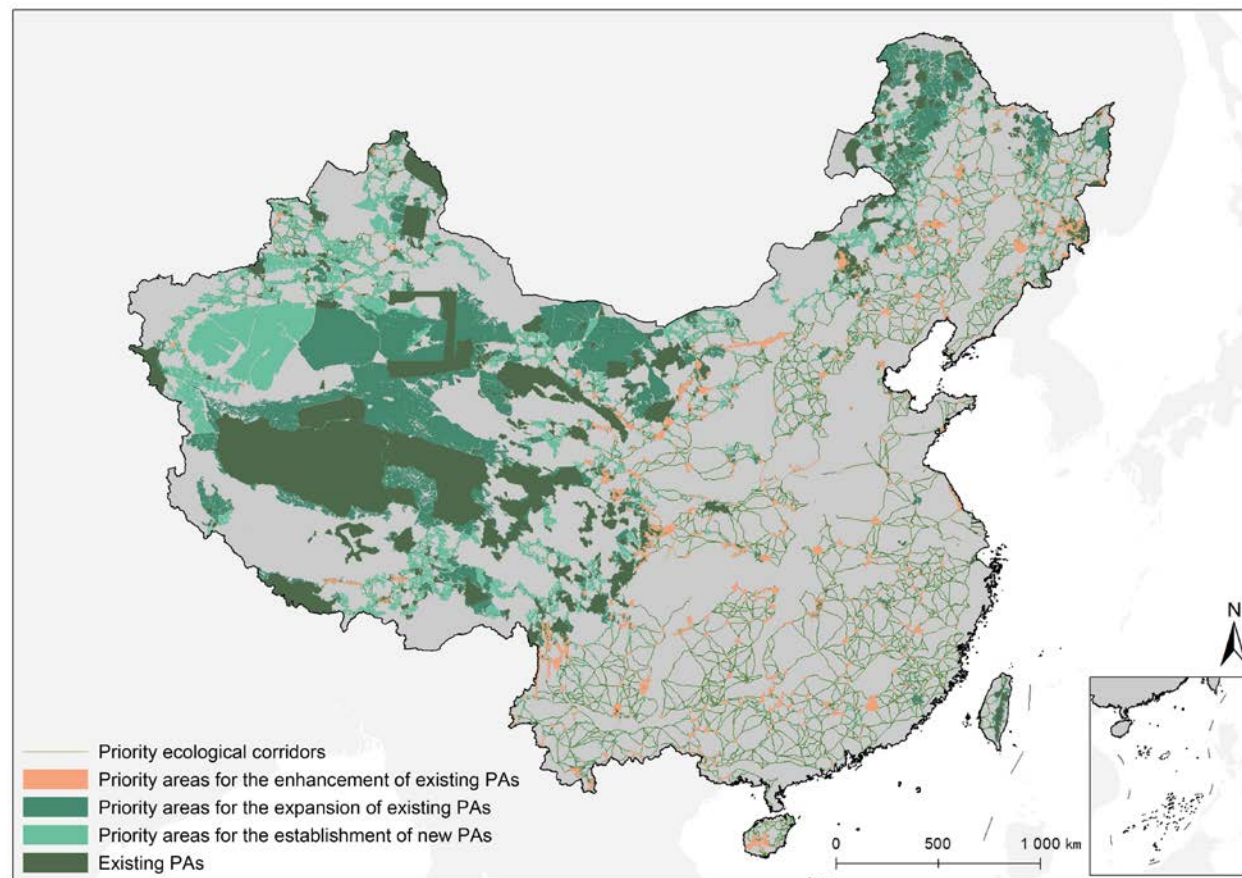 N
Priority ecological corridors
Priority areas for the enhancement of existing PAs
Priority areas for the expansion of existing PAs
Priority areas for the establishment of new PAs
Existing PAs
0 500 1 000 km